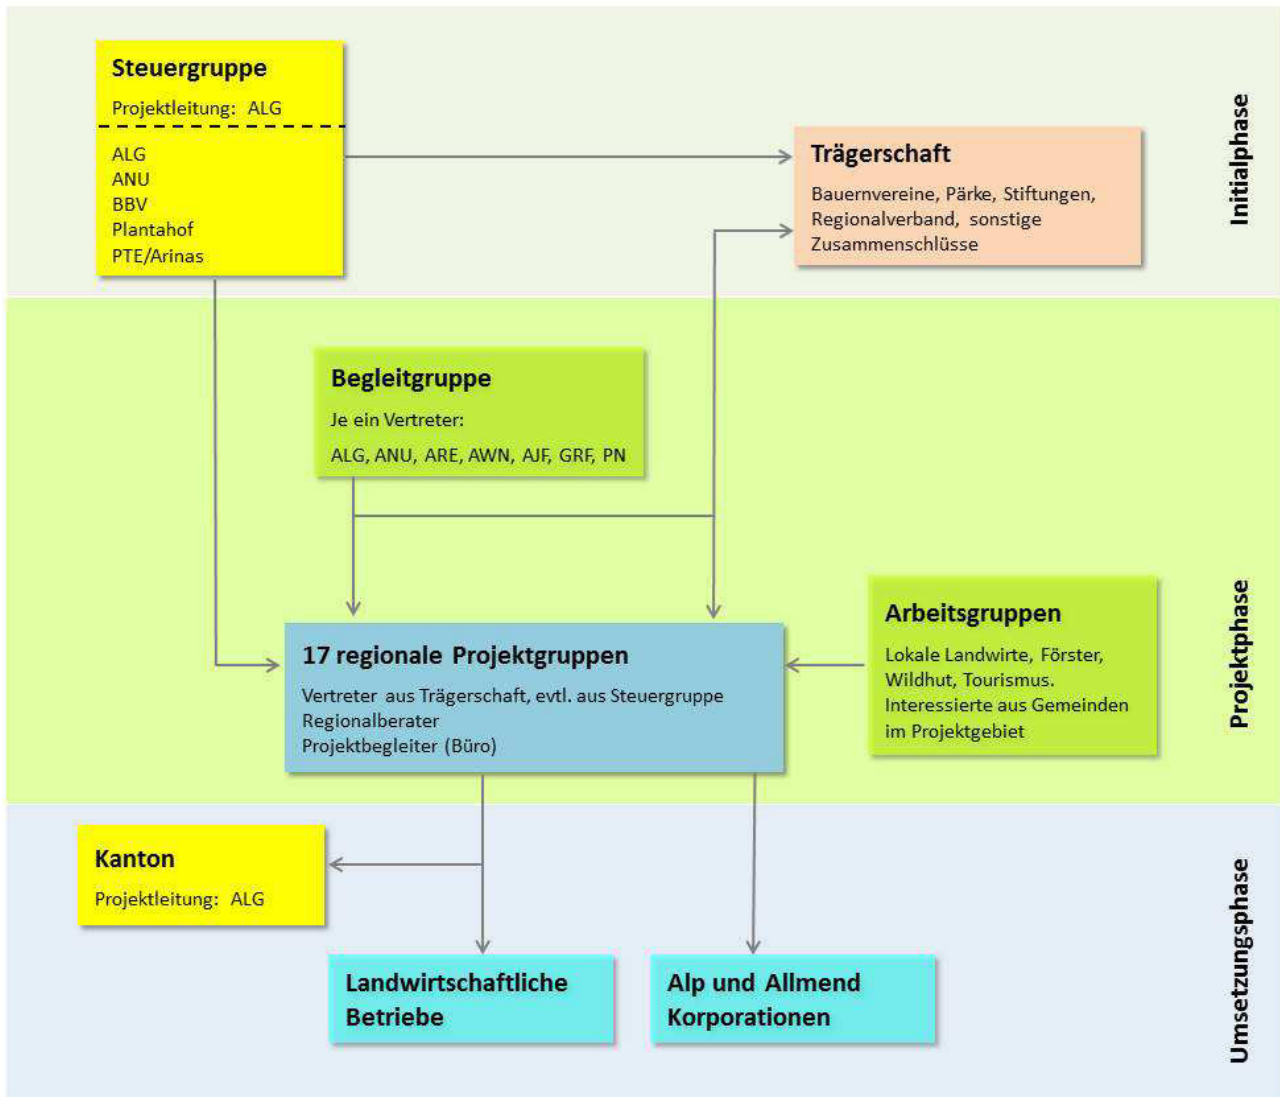 Steuergruppe
Projektleitung: ALG
ALG
ANU
BBV
Plantahof
PTE/Arinas
Trägerschaft
Bauernvereine, Pärke, Stiftungen,
Regionalverband, sonstige
Zusammenschlüsse
Initialphase
Begleitgruppe
Je ein Vertreter:
ALG, ANU, ARE, AWN, AJF, GRF, PN
Arbeitsgruppen
Lokale Landwirte, Förster,
Wildhut, Tourismus.
Interessierte aus Gemeinden
im Projektgebiet
17 regionale Projektgruppen
Vertreter aus Trägerschaft, evtl. aus Steuergruppe
Regionalberater
Projektbegleiter (Büro)
Projektphase
Kanton
Projektleitung: ALG
Landwirtschaftliche
Betriebe
Alp und Allmend
Korporationen
Umsetzungsphase